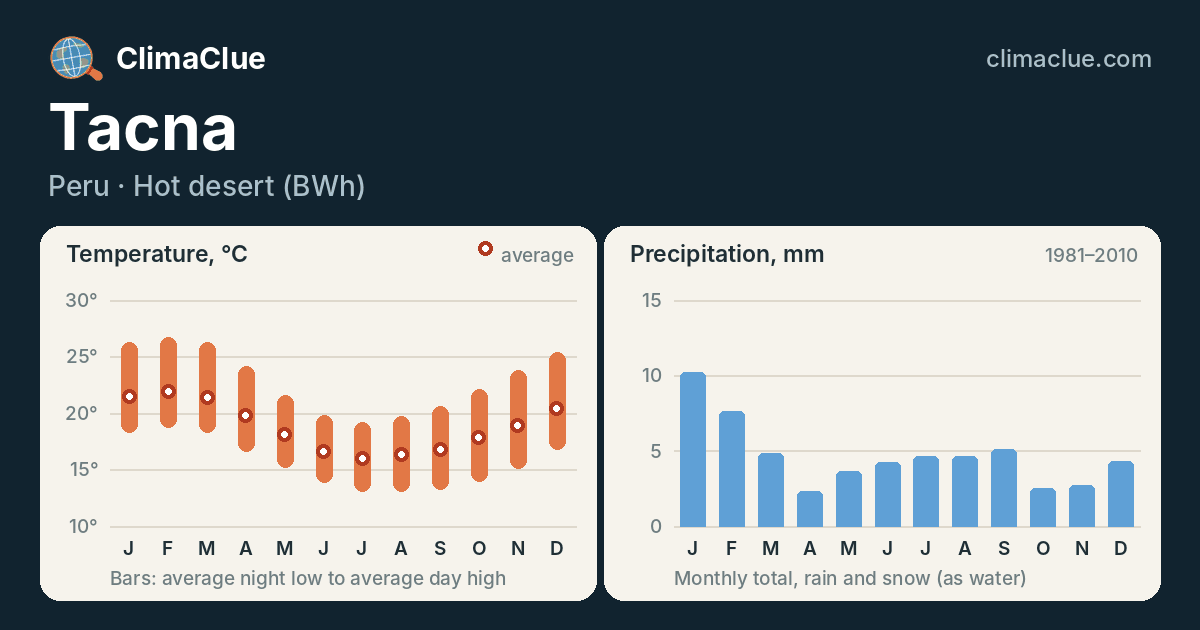 ClimaClue
climaclue.com
Tacna
Peru · Hot desert (BWh)
Temperature, °C
average
30°
25°
20°
15°
10°
J F M A M J J A S O N D
Bars: average night low to average day high
Precipitation, mm
1981–2010
15
10
5
0
J F M A M J J A S O N D
Monthly total, rain and snow (as water)